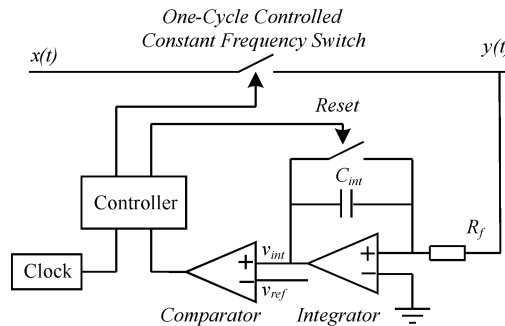 One-Cycle Controlled
Constant Frequency Switch
x(t)
y(t)
Reset
C_int
Controller
R_f
Clock
v_int
v_ref
+
−
+
−
Comparator
Integrator